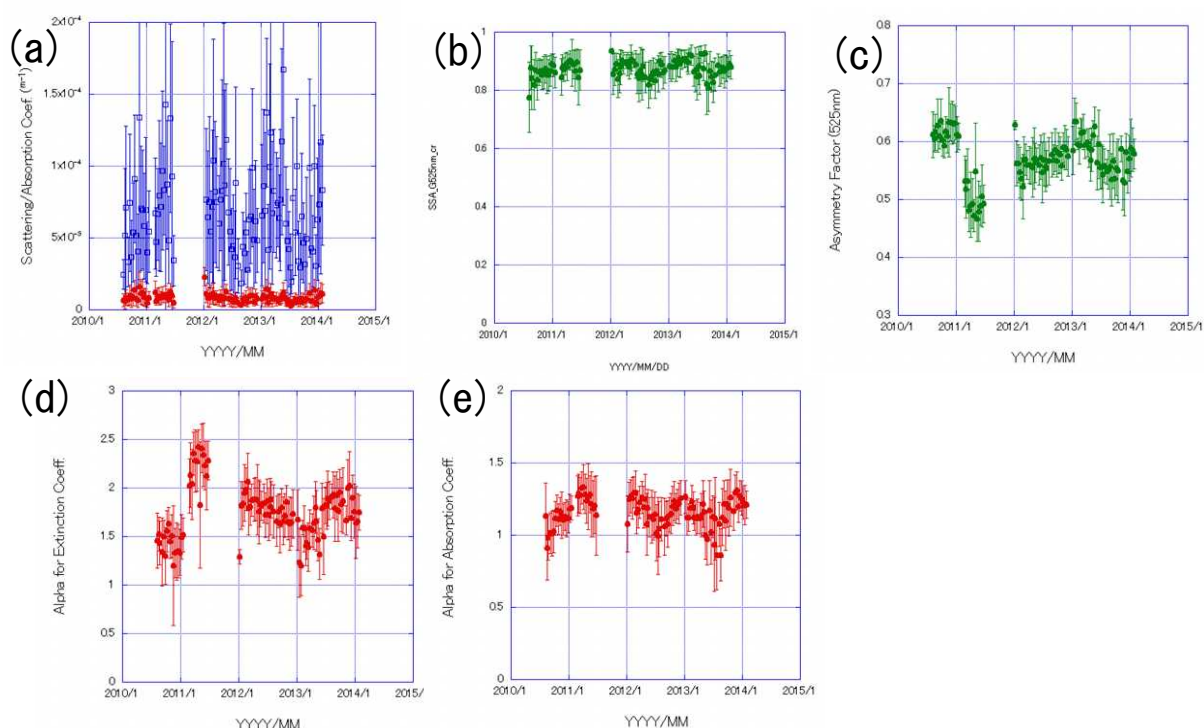 (a)
Scattering/Absorption Coef. (m⁻¹)
2x10⁻⁴
1.5x10⁻⁴
1x10⁻⁴
5x10⁻⁵
0
2010/1 2011/1 2012/1 2013/1 2014/1 2015/1
YYYY/MM
(b)
SSA_G525nm_cr
1
0.8
0.6
0.4
0.2
0
2010/1 2011/1 2012/1 2013/1 2014/1 2015/1
YYYY/MM/DD
(c)
Asymmetry Factor (525nm)
0.8
0.7
0.6
0.5
0.4
0.3
2010/1 2011/1 2012/1 2013/1 2014/1 2015/1
YYYY/MM
(d)
Alpha for Extinction Coeff.
3
2.5
2
1.5
1
0.5
0
2010/1 2011/1 2012/1 2013/1 2014/1 2015/
YYYY/MM
(e)
Alpha for Absorption Coeff.
2
1.5
1
0.5
0
2010/1 2011/1 2012/1 2013/1 2014/1 2015/1
YYYY/MM